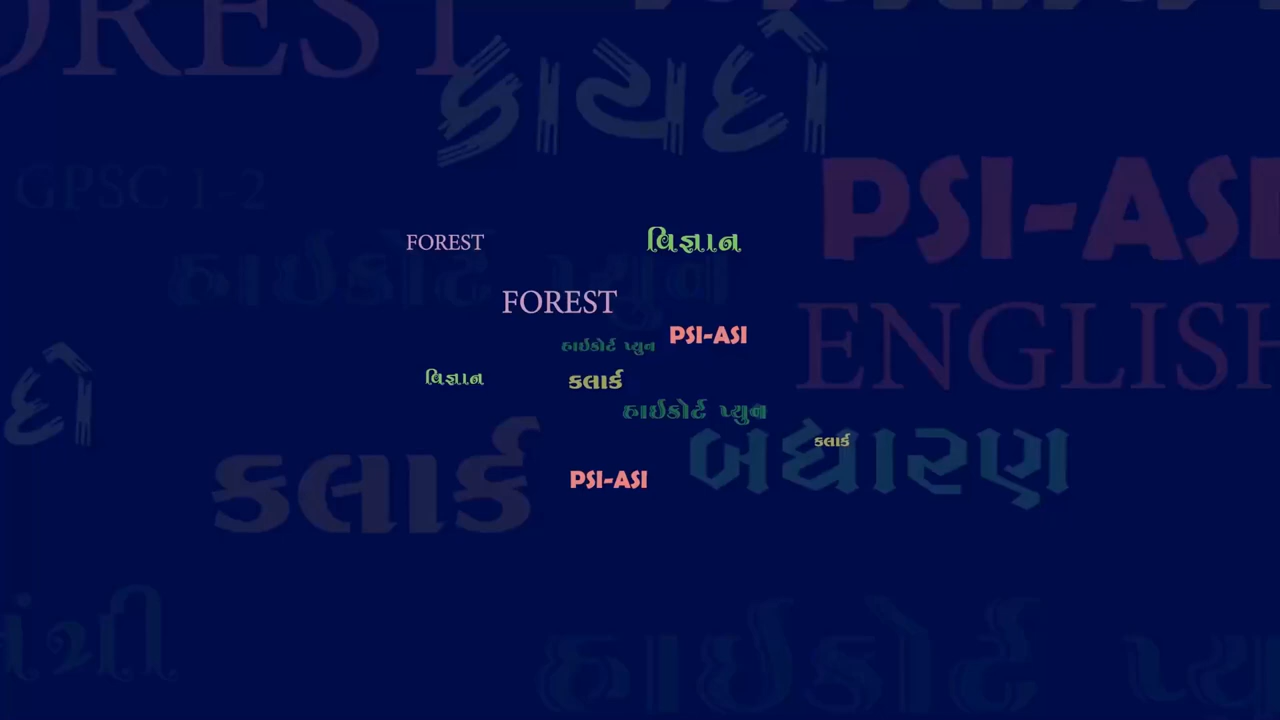 OREST
કાયદો
PSI-ASI
GPSC 1-2
FOREST
વિજ્ઞાન
હાઈકોર્ટ પ્યુન
FOREST
ENGLISH
PSI-ASI
હાઈકોર્ટ પ્યુન
વિજ્ઞાન
કલાર્ક
દો
હાઈકોર્ટ પ્યુન
કલાર્ક
બંધારણ
કલાર્ક
PSI-ASI
હાઈકોર્ટ પ્યુ